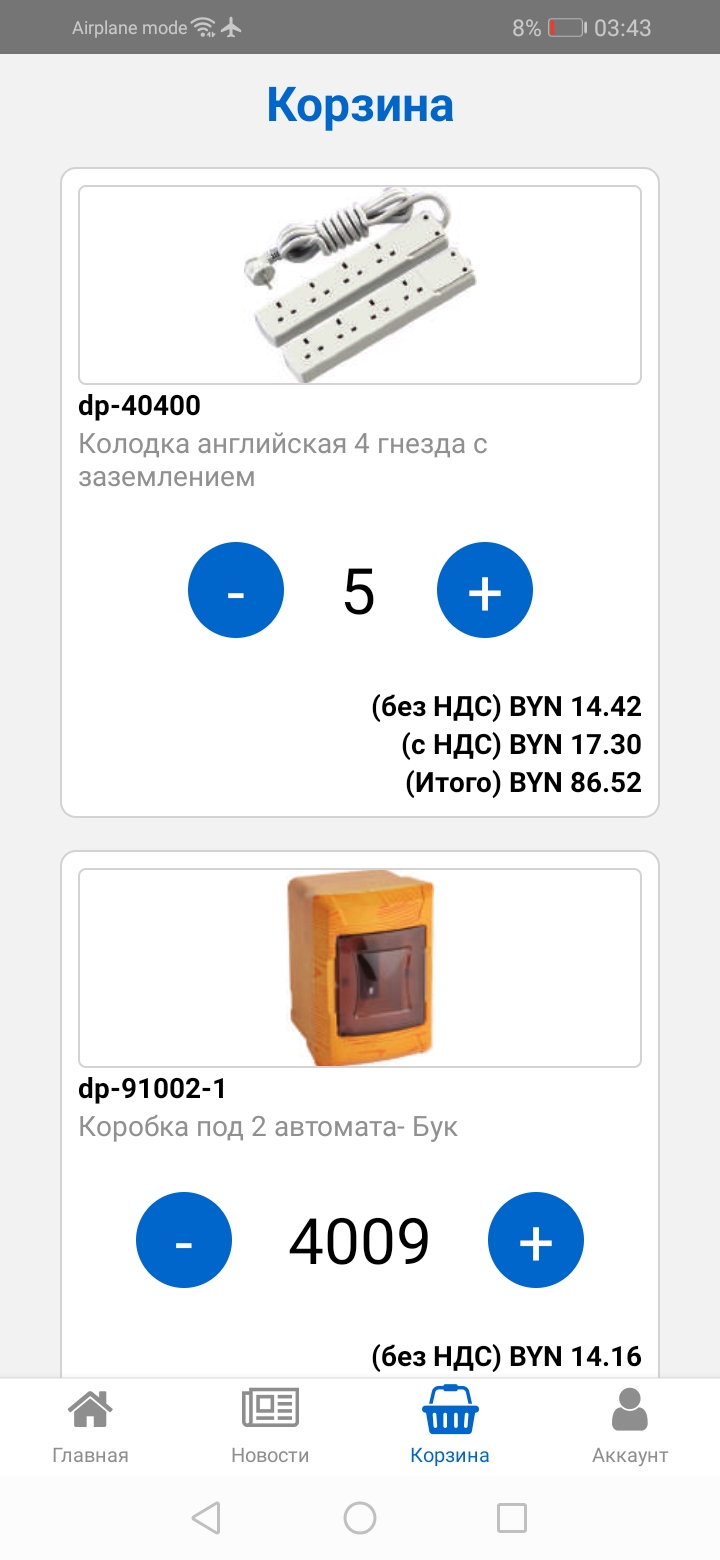 Airplane mode 8% 03:43
Корзина
dp-40400
Колодка английская 4 гнезда с
заземлением
- 5 +
(без НДС) BYN 14.42
(с НДС) BYN 17.30
(Итого) BYN 86.52
dp-91002-1
Коробка под 2 автомата- Бук
- 4009 +
(без НДС) BYN 14.16
Главная Новости Корзина Аккаунт